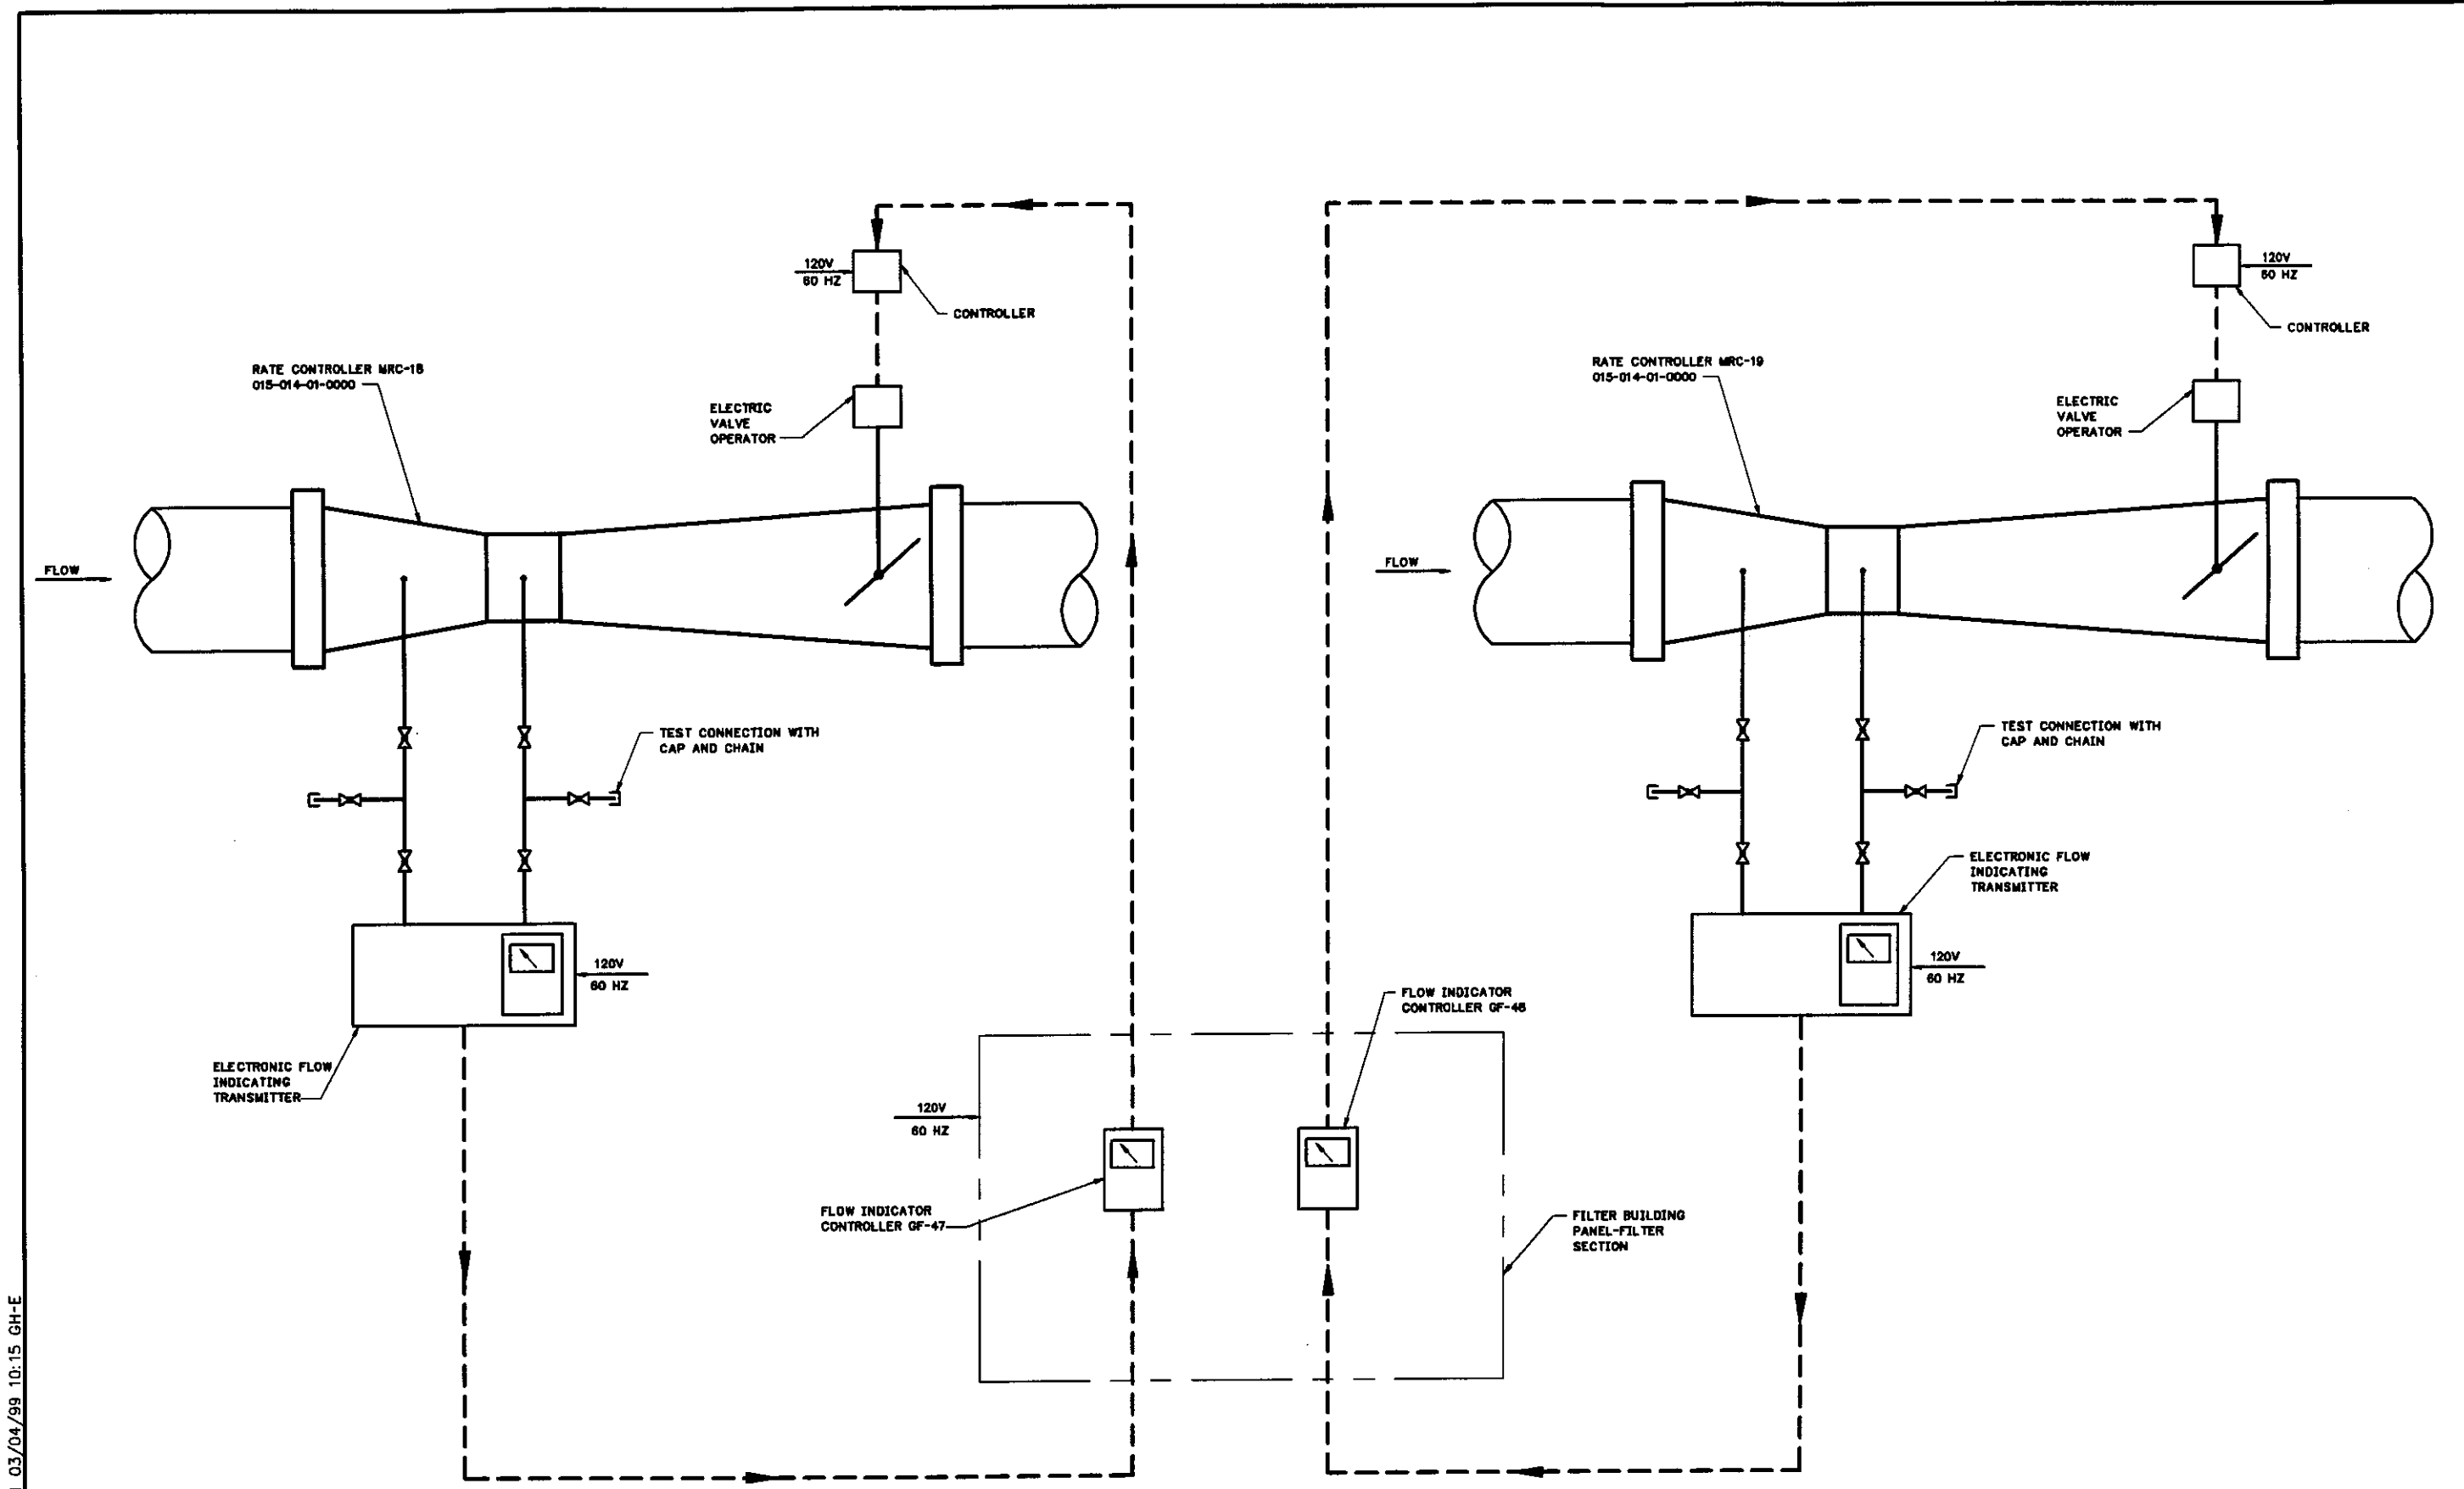 120V
60 HZ
CONTROLLER
RATE CONTROLLER MRC-18
015-014-01-0000
ELECTRIC
VALVE
OPERATOR
FLOW
TEST CONNECTION WITH
CAP AND CHAIN
120V
60 HZ
ELECTRONIC FLOW
INDICATING
TRANSMITTER
120V
60 HZ
FLOW INDICATOR
CONTROLLER GF-47
120V
60 HZ
CONTROLLER
RATE CONTROLLER MRC-19
015-014-01-0000
ELECTRIC
VALVE
OPERATOR
FLOW
TEST CONNECTION WITH
CAP AND CHAIN
ELECTRONIC FLOW
INDICATING
TRANSMITTER
120V
60 HZ
FLOW INDICATOR
CONTROLLER GF-48
FILTER BUILDING
PANEL-FILTER
SECTION
03/04/99 10:15 GH-E